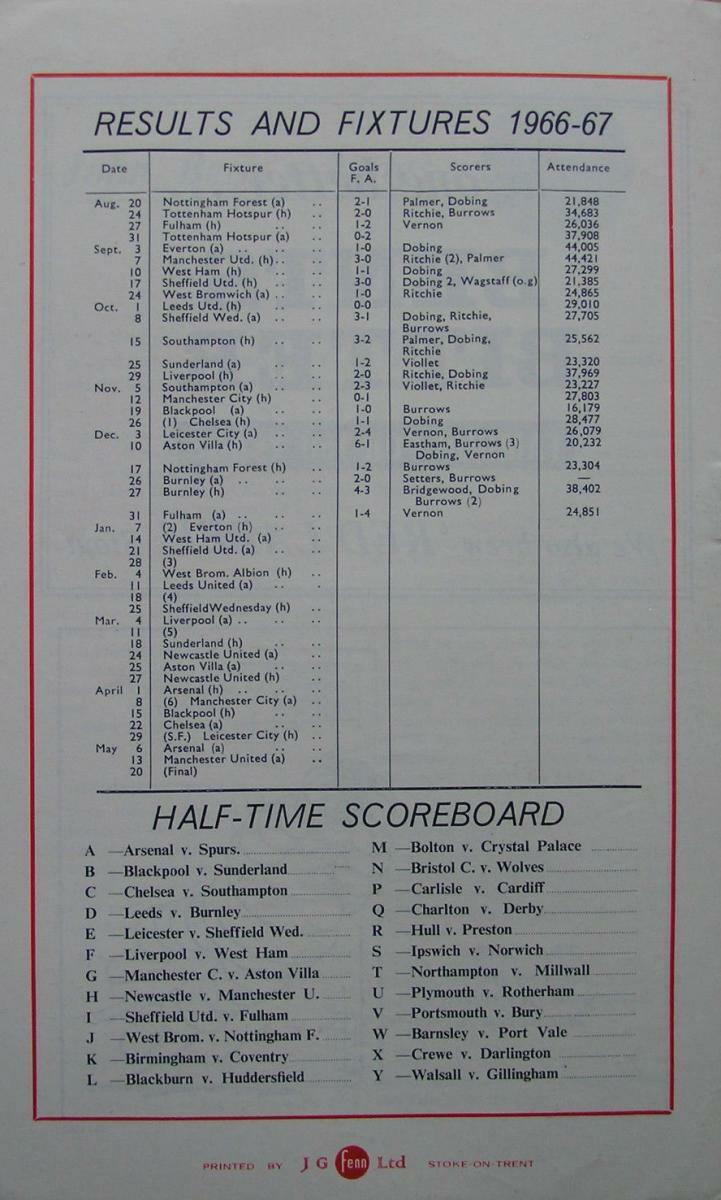 RESULTS AND FIXTURES 1966-67
Date Fixture Goals F. A. Scorers Attendance
Aug. 20 Nottingham Forest (a) .. 2-1 Palmer, Dobing 21,848
24 Tottenham Hotspur (h) .. 2-0 Ritchie, Burrows 34,683
27 Fulham (h) .. .. 1-2 Vernon 26,036
31 Tottenham Hotspur (a) .. 0-2 37,908
Sept. 3 Everton (a) .. .. .. 1-0 Dobing 44,005
7 Manchester Utd. (h).. .. 3-0 Ritchie (2), Palmer 44,421
10 West Ham (h) .. .. 1-1 Dobing 27,299
17 Sheffield Utd. (h) .. .. 3-0 Dobing 2, Wagstaff (o.g) 21,385
24 West Bromwich (a) .. .. 1-0 Ritchie 24,865
Oct. 1 Leeds Utd. (h) .. .. 0-0 29,010
8 Sheffield Wed. (a) .. .. 3-1 Dobing, Ritchie, 27,705
Burrows
15 Southampton (h) .. .. 3-2 Palmer, Dobing, 25,562
Ritchie
25 Sunderland (a) .. .. 1-2 Viollet 23,320
29 Liverpool (h) .. .. 2-0 Ritchie, Dobing 37,969
Nov. 5 Southampton (a) .. .. 2-3 Viollet, Ritchie 23,227
12 Manchester City (h) .. .. 0-1 27,803
19 Blackpool (a) .. .. 1-0 Burrows 16,179
26 (1) Chelsea (h) .. .. 1-1 Dobing 28,477
Dec. 3 Leicester City (a) .. .. 2-4 Vernon, Burrows 26,079
10 Aston Villa (h) .. .. 6-1 Eastham, Burrows (3) 20,232
Dobing, Vernon
17 Nottingham Forest (h) .. 1-2 Burrows 23,304
26 Burnley (a) .. .. .. 2-0 Setters, Burrows —
27 Burnley (h) .. .. 4-3 Bridgewood, Dobing 38,402
Burrows (2)
31 Fulham (a) .. .. .. 1-4 Vernon 24,851
Jan. 7 (2) Everton (h) .. ..
14 West Ham Utd. (a) .. ..
21 Sheffield Utd. (a) .. ..
28 (3)
Feb. 4 West Brom. Albion (h) ..
11 Leeds United (a) .. .
18 (4)
25 SheffieldWednesday (h) ..
Mar. 4 Liverpool (a) .. .. ..
11 (5)
18 Sunderland (h) .. ..
24 Newcastle United (a) ..
25 Aston Villa (a) .. ..
27 Newcastle United (h) ..
April 1 Arsenal (h) .. .. ..
8 (6) Manchester City (a) ..
15 Blackpool (h) .. ..
22 Chelsea (a) .. ..
29 (S.F.) Leicester City (h) ..
May 6 Arsenal (a) .. ..
13 Manchester United (a) ..
20 (Final)
HALF-TIME SCOREBOARD
A —Arsenal v. Spurs.
B —Blackpool v. Sunderland
C —Chelsea v. Southampton
D —Leeds v. Burnley
E —Leicester v. Sheffield Wed.
F —Liverpool v. West Ham
G —Manchester C. v. Aston Villa
H —Newcastle v. Manchester U.
I —Sheffield Utd. v. Fulham
J —West Brom. v. Nottingham F.
K —Birmingham v. Coventry
L —Blackburn v. Huddersfield
M —Bolton v. Crystal Palace
N —Bristol C. v. Wolves
P —Carlisle v. Cardiff
Q —Charlton v. Derby
R —Hull v. Preston
S —Ipswich v. Norwich
T —Northampton v. Millwall
U —Plymouth v. Rotherham
V —Portsmouth v. Bury
W —Barnsley v. Port Vale
X —Crewe v. Darlington
Y —Walsall v. Gillingham
PRINTED BY J G fenn Ltd STOKE-ON-TRENT